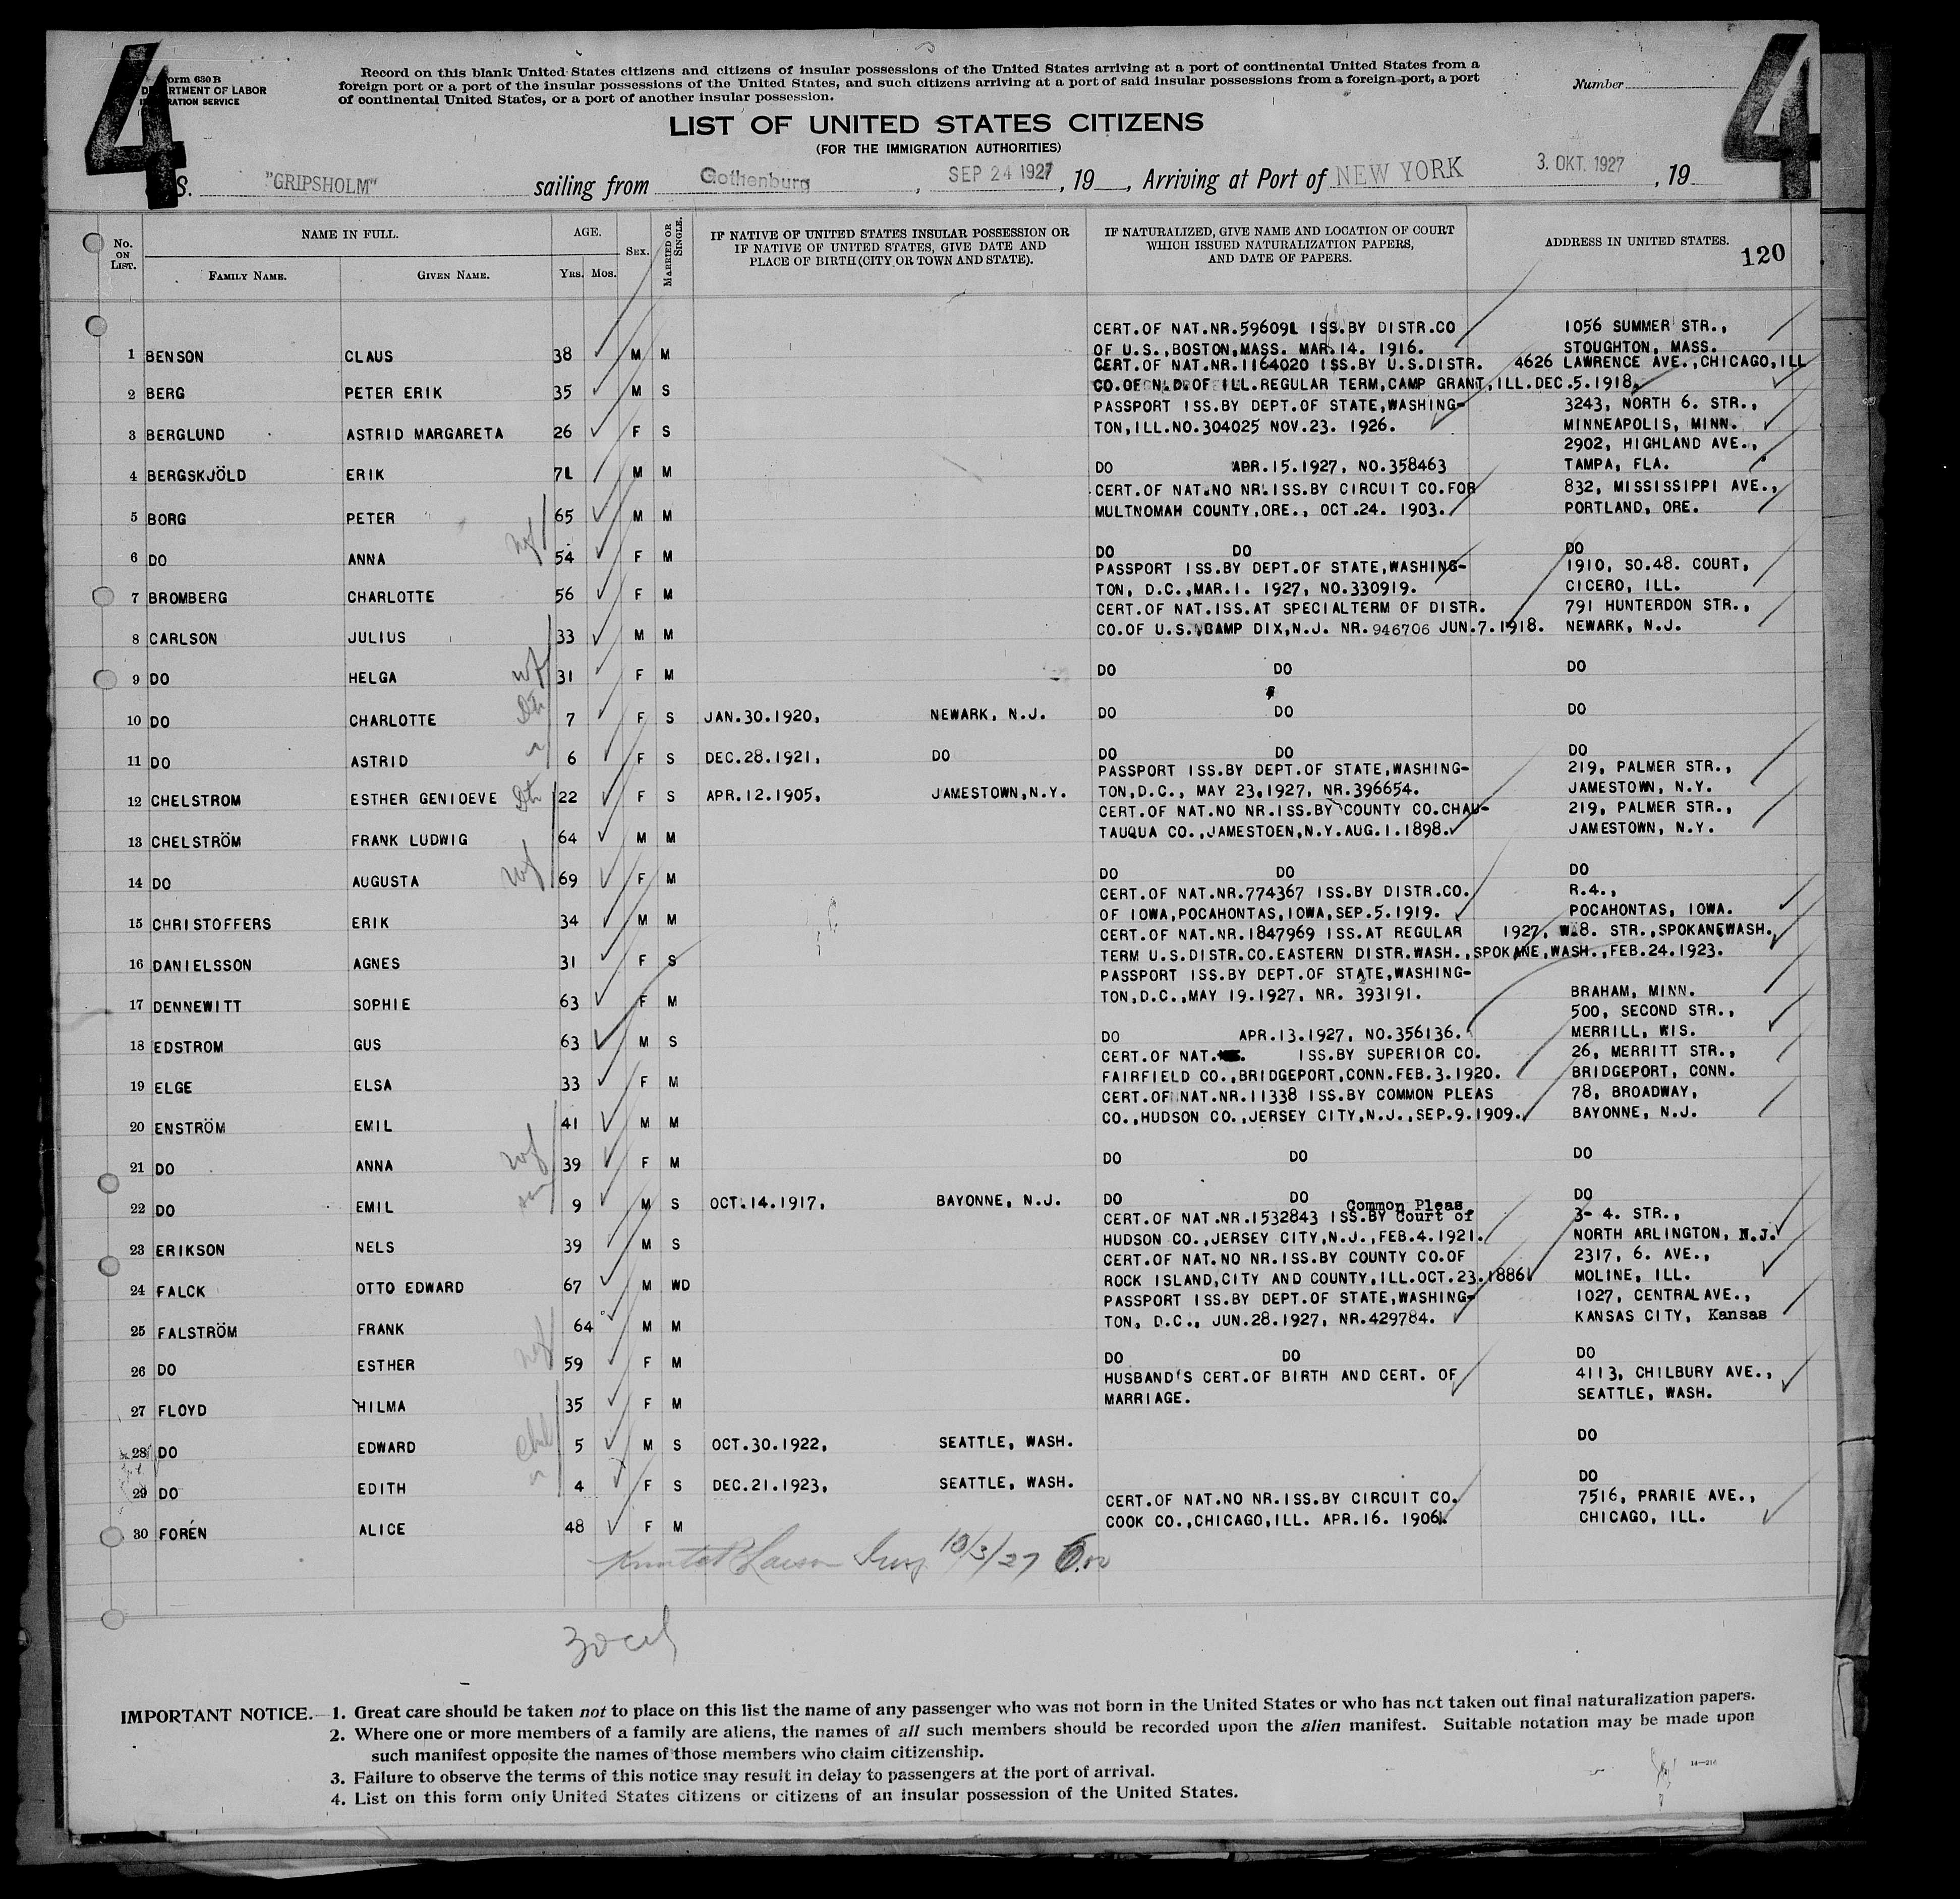 4
4
Form 630 B
DEPARTMENT OF LABOR
IMMIGRATION SERVICE
Record on this blank United States citizens and citizens of insular possessions of the United States arriving at a port of continental United States from a
foreign port or a port of the insular possessions of the United States, and such citizens arriving at a port of said insular possessions from a foreign port, a port
of continental United States, or a port of another insular possession.
Number
LIST OF UNITED STATES CITIZENS
(FOR THE IMMIGRATION AUTHORITIES)
S. "GRIPSHOLM" sailing from Gothenburg, SEP 24 1927, 19__, Arriving at Port of NEW YORK 3. OKT. 1927, 19
No. ON LIST. NAME IN FULL. AGE. SEX. MARRIED OR SINGLE. IF NATIVE OF UNITED STATES INSULAR POSSESSION OR IF NATIVE OF UNITED STATES, GIVE DATE AND PLACE OF BIRTH (CITY OR TOWN AND STATE). IF NATURALIZED, GIVE NAME AND LOCATION OF COURT WHICH ISSUED NATURALIZATION PAPERS, AND DATE OF PAPERS. ADDRESS IN UNITED STATES. 120
FAMILY NAME. GIVEN NAME. YRS. MOS.
CERT.OF NAT.NR.596091 ISS.BY DISTR.CO 1056 SUMMER STR.,
1 BENSON CLAUS 38 M M OF U.S.,BOSTON,MASS. MAR.14. 1916. STOUGHTON, MASS.
CERT.OF NAT.NR.1164020 ISS.BY U.S.DISTR. 4626 LAWRENCE AVE.,CHICAGO,ILL
2 BERG PETER ERIK 35 M S CO.OF N.D.OF ILL.REGULAR TERM,CAMP GRANT,ILL.DEC.5.1918.
PASSPORT ISS.BY DEPT.OF STATE,WASHING- 3243, NORTH 6. STR.,
3 BERGLUND ASTRID MARGARETA 26 F S TON,ILL.NO.304025 NOV.23. 1926. MINNEAPOLIS, MINN.
2902, HIGHLAND AVE.,
4 BERGSKJÖLD ERIK 71 M M DO APR.15.1927, NO.358463 TAMPA, FLA.
CERT.OF NAT.NO NR.ISS.BY CIRCUIT CO.FOR 832, MISSISSIPPI AVE.,
5 BORG PETER 65 M M MULTNOMAH COUNTY,ORE., OCT.24. 1903. PORTLAND, ORE.
6 DO ANNA wf 54 F M DO DO DO
PASSPORT ISS.BY DEPT.OF STATE,WASHING- 1910, SO.48. COURT,
7 BROMBERG CHARLOTTE 56 F M TON, D.C.,MAR.1. 1927, NO.330919. CICERO, ILL.
CERT.OF NAT.ISS.AT SPECIALTERM OF DISTR. 791 HUNTERDON STR.,
8 CARLSON JULIUS 33 M M CO.OF U.S. CAMP DIX,N.J. NR.946706 JUN.7.1918. NEWARK, N.J.
9 DO HELGA wf 31 F M DO DO DO
10 DO CHARLOTTE Dtr 7 F S JAN.30.1920, NEWARK, N.J. DO DO DO
11 DO ASTRID 6 F S DEC.28.1921, DO DO DO DO
PASSPORT ISS.BY DEPT.OF STATE,WASHING- 219, PALMER STR.,
12 CHELSTROM ESTHER GENIOEVE Dtr 22 F S APR.12.1905, JAMESTOWN,N.Y. TON,D.C., MAY 23.1927, NR.396654. JAMESTOWN, N.Y.
CERT.OF NAT.NO NR.ISS.BY COUNTY CO.CHAU- 219, PALMER STR.,
13 CHELSTRÖM FRANK LUDWIG 64 M M TAUQUA CO.,JAMESTOEN,N.Y.AUG.1.1898. JAMESTOWN, N.Y.
14 DO AUGUSTA wf 69 F M DO DO DO
CERT.OF NAT.NR.774367 ISS.BY DISTR.CO. R.4.,
15 CHRISTOFFERS ERIK 34 M M OF IOWA,POCAHONTAS,IOWA,SEP.5.1919. POCAHONTAS, IOWA.
CERT.OF NAT.NR.1847969 ISS.AT REGULAR 1927, W.8. STR.,SPOKANEWASH.
16 DANIELSSON AGNES 31 F S TERM U.S.DISTR.CO.EASTERN DISTR.WASH.,SPOKANE,WASH.,FEB.24.1923.
PASSPORT ISS.BY DEPT.OF STATE,WASHING-
17 DENNEWITT SOPHIE 63 F M TON,D.C.,MAY 19.1927, NR. 393191. BRAHAM, MINN.
500, SECOND STR.,
18 EDSTROM GUS 63 M S DO APR.13.1927, NO.356136. MERRILL, WIS.
CERT.OF NAT. ISS.BY SUPERIOR CO. 26, MERRITT STR.,
19 ELGE ELSA 33 F M FAIRFIELD CO.,BRIDGEPORT,CONN.FEB.3.1920. BRIDGEPORT, CONN.
CERT.OF NAT.NR.11338 ISS.BY COMMON PLEAS 78, BROADWAY,
20 ENSTRÖM EMIL 41 M M CO.,HUDSON CO.,JERSEY CITY,N.J.,SEP.9.1909. BAYONNE, N.J.
21 DO ANNA wf 39 F M DO DO DO
22 DO EMIL son 9 M S OCT.14.1917, BAYONNE, N.J. DO DO DO
Common Pleas
CERT.OF NAT.NR.1532843 ISS.BY Court of 3- 4. STR.,
23 ERIKSON NELS 39 M S HUDSON CO.,JERSEY CITY,N.J.,FEB.4.1921. NORTH ARLINGTON, N.J.
CERT.OF NAT.NO NR.ISS.BY COUNTY CO.OF 2317, 6. AVE.,
24 FALCK OTTO EDWARD 67 M WD ROCK ISLAND,CITY AND COUNTY,ILL.OCT.23.1886 MOLINE, ILL.
PASSPORT ISS.BY DEPT.OF STATE,WASHING- 1027, CENTRAL AVE.,
25 FALSTRÖM FRANK 64 M M TON, D.C., JUN.28.1927, NR.429784. KANSAS CITY, Kansas
26 DO ESTHER wf 59 F M DO DO DO
HUSBAND'S CERT.OF BIRTH AND CERT. OF 4113, CHILBURY AVE.,
27 FLOYD HILMA 35 F M MARRIAGE. SEATTLE, WASH.
28 DO EDWARD 5 M S OCT.30.1922, SEATTLE, WASH. DO
29 DO EDITH 4 F S DEC.21.1923, SEATTLE, WASH. DO
CERT.OF NAT.NO NR.ISS.BY CIRCUIT CO. 7516, PRARIE AVE.,
30 FORÉN ALICE 48 F M COOK CO.,CHICAGO,ILL. APR.16. 1906. CHICAGO, ILL.
10/3/27
IMPORTANT NOTICE.—1. Great care should be taken not to place on this list the name of any passenger who was not born in the United States or who has not taken out final naturalization papers.
2. Where one or more members of a family are aliens, the names of all such members should be recorded upon the alien manifest. Suitable notation may be made upon
such manifest opposite the names of those members who claim citizenship.
3. Failure to observe the terms of this notice may result in delay to passengers at the port of arrival.
4. List on this form only United States citizens or citizens of an insular possession of the United States.